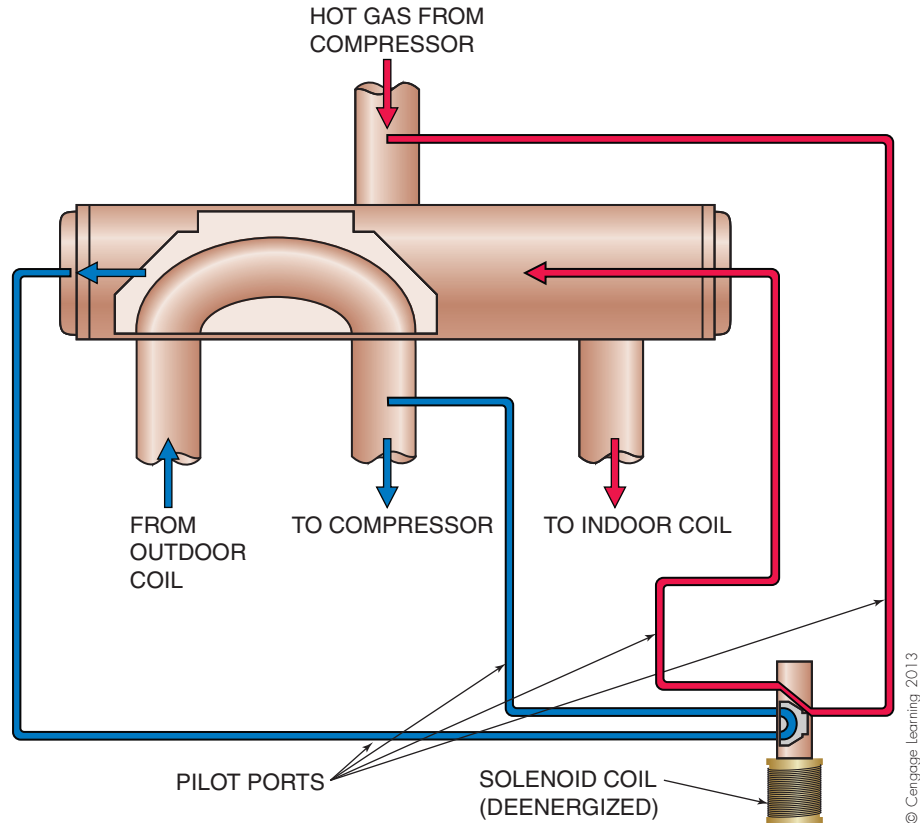 HOT GAS FROM
COMPRESSOR
FROM
OUTDOOR
COIL
TO COMPRESSOR
TO INDOOR COIL
PILOT PORTS
SOLENOID COIL
(DEENERGIZED)
© Cengage Learning 2013